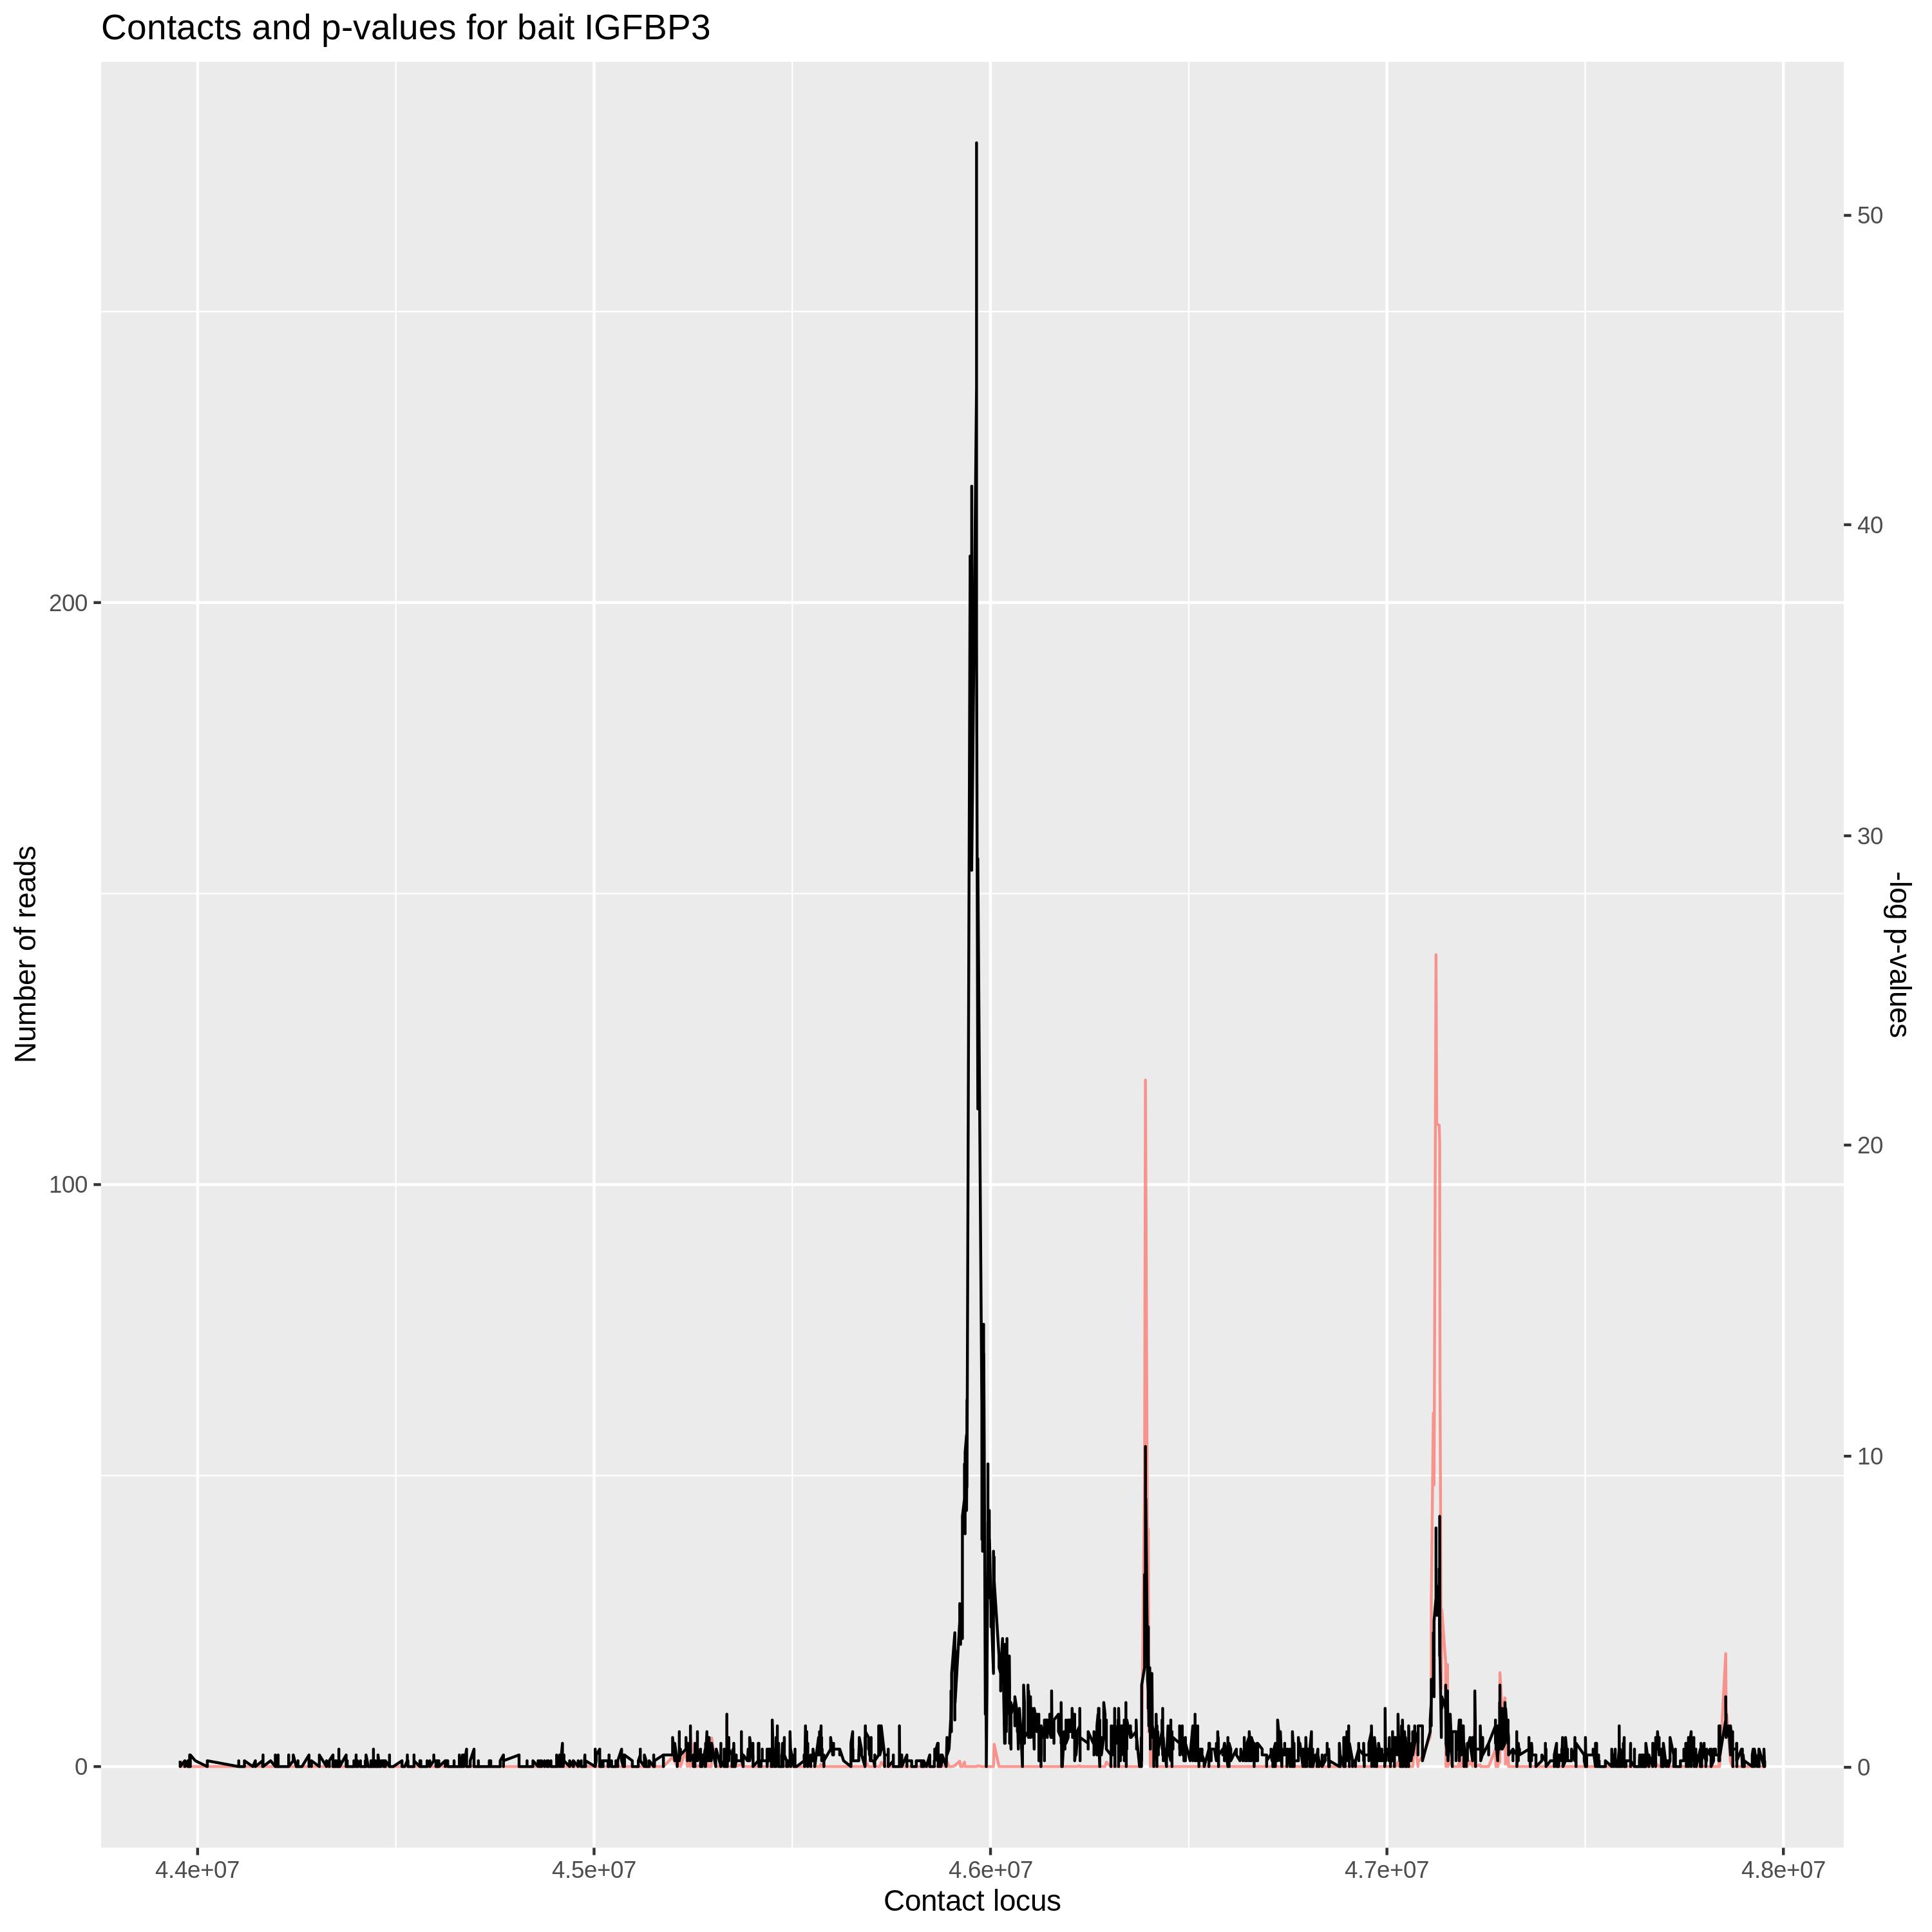 Contacts and p-values for bait IGFBP3
Number of reads
200
100
0
50
40
30
20
10
0
-log p-values
4.4e+07
4.5e+07
4.6e+07
4.7e+07
4.8e+07
Contact locus